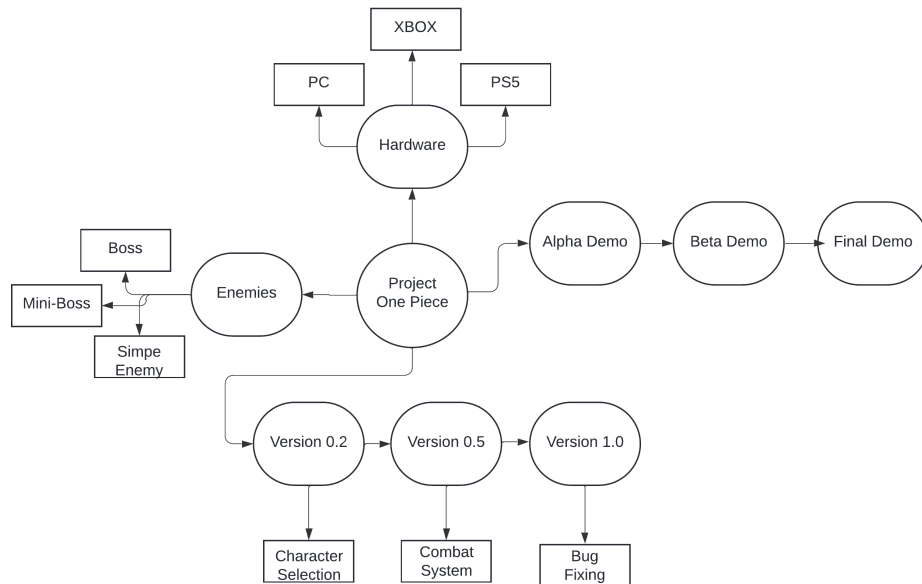 XBOX
PC
PS5
Hardware
Alpha Demo
Beta Demo
Final Demo
Boss
Mini-Boss
Simpe
Enemy
Enemies
Project
One Piece
Version 0.2
Version 0.5
Version 1.0
Character
Selection
Combat
System
Bug
Fixing